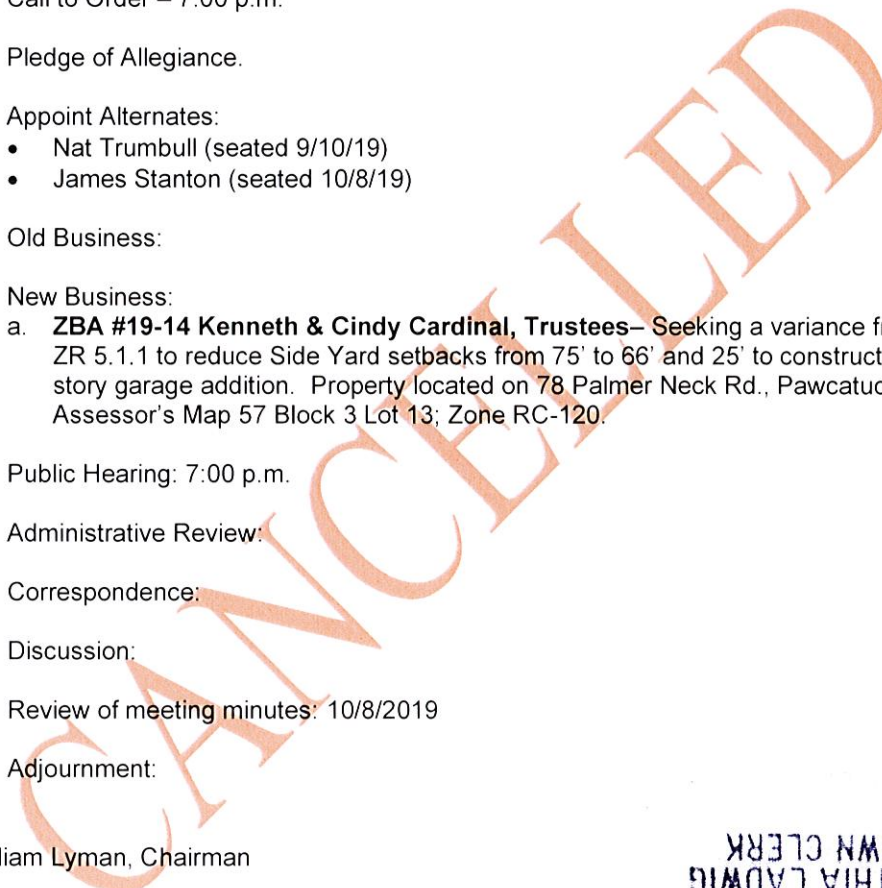 Call to Order – 7:00 p.m.
Pledge of Allegiance.
Appoint Alternates:
• Nat Trumbull (seated 9/10/19)
• James Stanton (seated 10/8/19)
Old Business:
New Business:
a. ZBA #19-14 Kenneth & Cindy Cardinal, Trustees– Seeking a variance
ZR 5.1.1 to reduce Side Yard setbacks from 75' to 66' and 25' to construct
story garage addition. Property located on 78 Palmer Neck Rd.,
Assessor's Map 57 Block 3 Lot 13; Zone RC-120.
Public Hearing: 7:00 p.m.
Administrative Review:
Correspondence:
Discussion:
Review of meeting minutes: 10/8/2019
Adjournment:
Lyman, Chairman
CANCELLED
CLERK
LADWIG